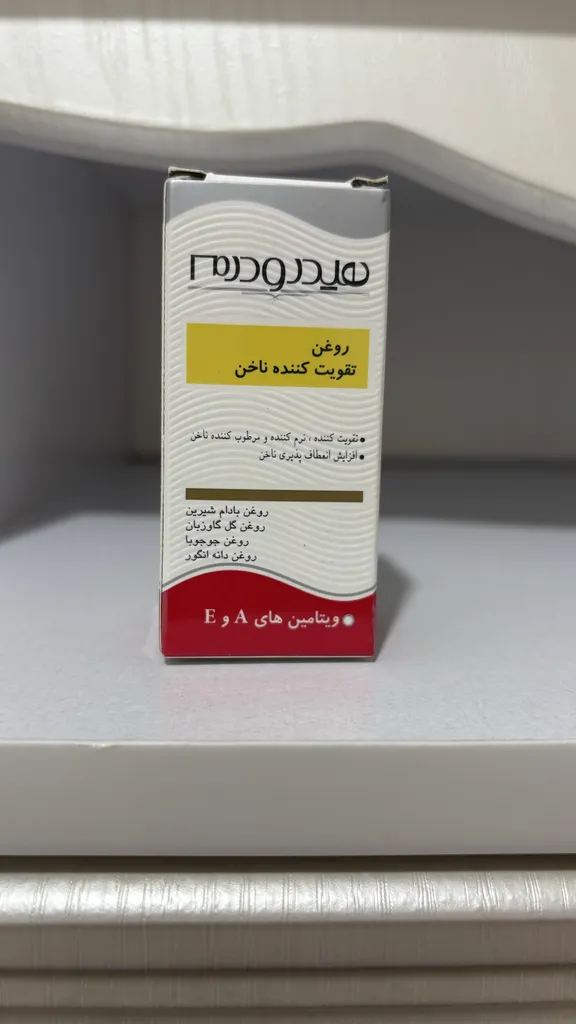 هیدرودرم
روغن
تقویت کننده ناخن
• تقویت کننده ، نرم کننده و مرطوب کننده ناخن
• افزایش انعطاف پذیری ناخن
روغن بادام شیرین
روغن گل گاوزبان
روغن جوجوبا
روغن دانه انگور
• ویتامین های A و E